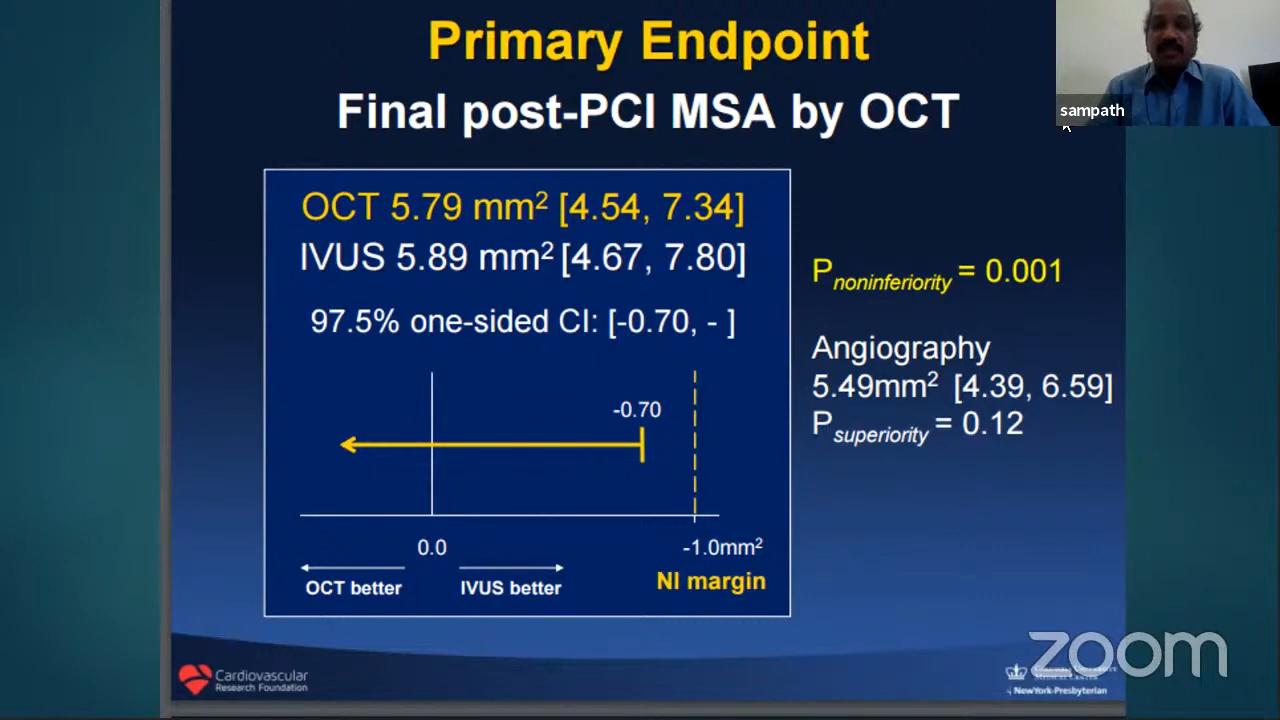 Primary Endpoint
Final post-PCI MSA by OCT
sampath
OCT 5.79 mm² [4.54, 7.34]
IVUS 5.89 mm² [4.67, 7.80]
97.5% one-sided CI: [-0.70, - ]
-0.70
0.0
-1.0mm²
OCT better
IVUS better
NI margin
Pnoninferiority = 0.001
Angiography
5.49mm² [4.39, 6.59]
Psuperiority = 0.12
Cardiovascular
Research Foundation
zoom
NewYork-Presbyterian